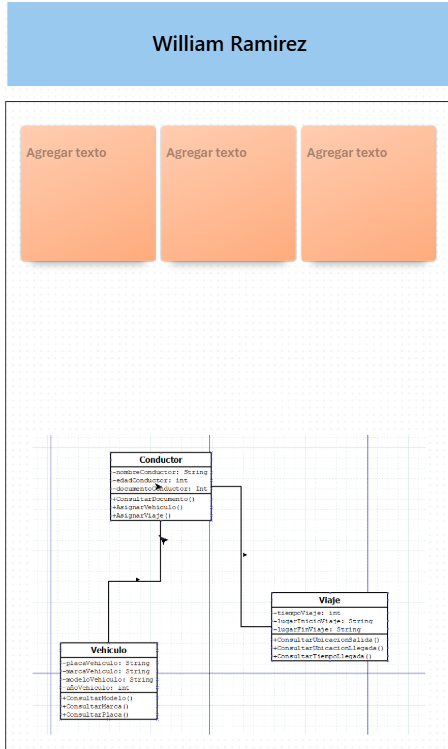 William Ramirez
Agregar texto
Agregar texto
Agregar texto
Conductor
-nombreConductor: String
-edadConductor: int
-documentoConductor: Int
+ConsultarDocumento()
+AsignarVehiculo()
+AsignarViaje()
Viaje
-tiempoViaje: int
-lugarInicioViaje: String
-lugarFinViaje: String
+ConsultarUbicacionSalida()
+ConsultarUbicacionLlegada()
+ConsultarTiempoLlegada()
Vehiculo
-placaVehiculo: String
-marcaVehiculo: String
-modeloVehiculo: String
-añoVehiculo: int
+ConsultarModelo()
+ConsultarMarca()
+ConsultarPlaca()